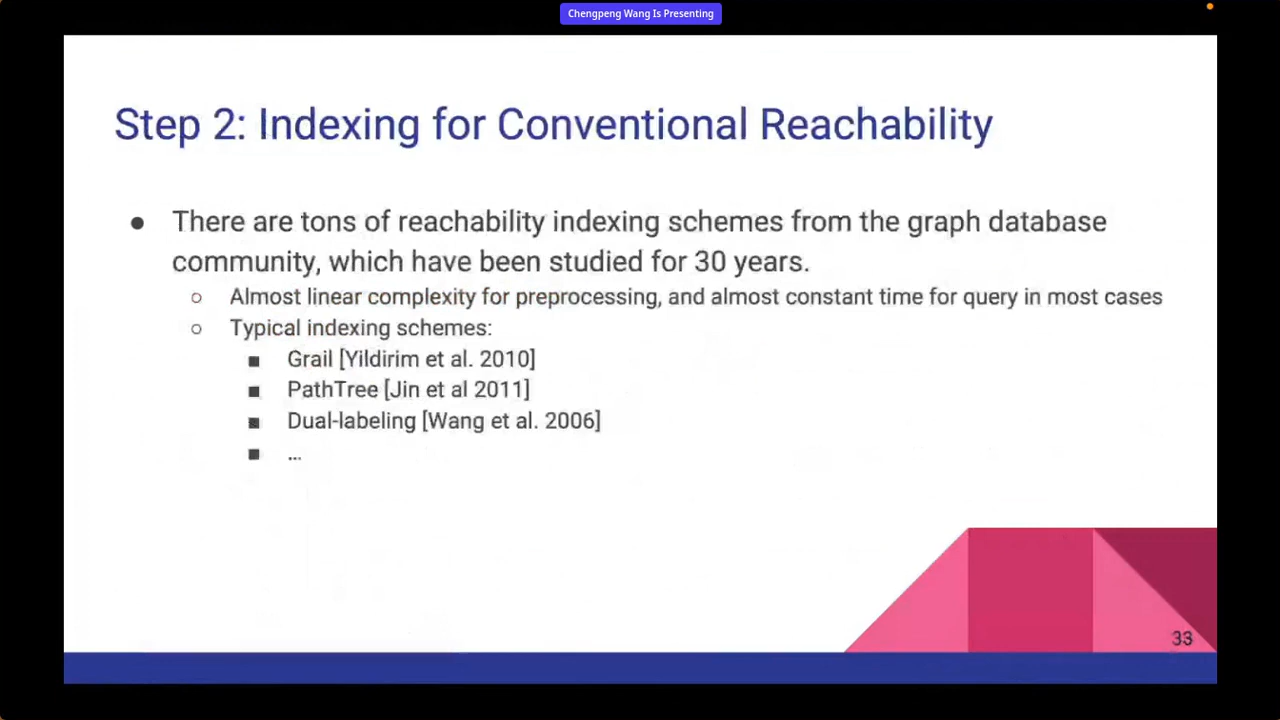 Chengpeng Wang Is Presenting
Step 2: Indexing for Conventional Reachability
● There are tons of reachability indexing schemes from the graph database
community, which have been studied for 30 years.
○ Almost linear complexity for preprocessing, and almost constant time for query in most cases
○ Typical indexing schemes:
■ Grail [Yildirim et al. 2010]
■ PathTree [Jin et al 2011]
■ Dual-labeling [Wang et al. 2006]
■ ...
33